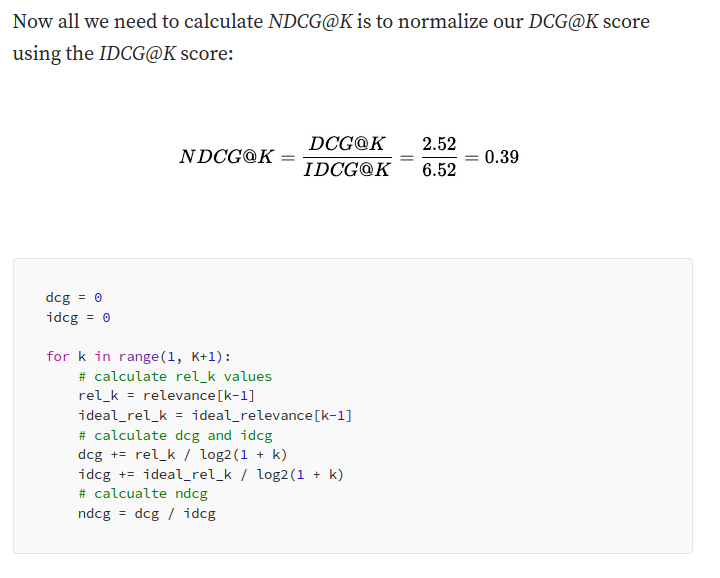 Now all we need to calculate NDCG@K is to normalize our DCG@K score
using the IDCG@K score:
NDCG@K = DCG@K / IDCG@K = 2.52 / 6.52 = 0.39
dcg = 0
idcg = 0
for k in range(1, K+1):
    # calculate rel_k values
    rel_k = relevance[k-1]
    ideal_rel_k = ideal_relevance[k-1]
    # calculate dcg and idcg
    dcg += rel_k / log2(1 + k)
    idcg += ideal_rel_k / log2(1 + k)
    # calcualte ndcg
    ndcg = dcg / idcg